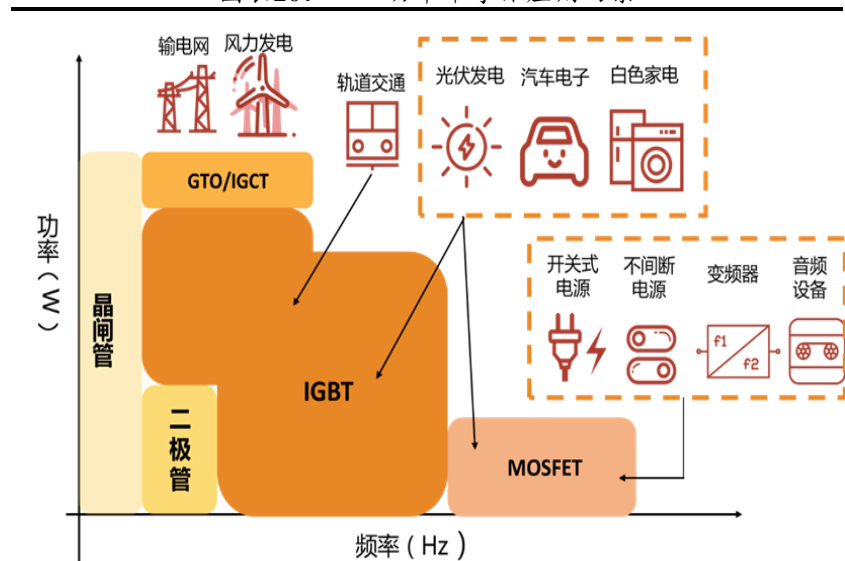 输电网
风力发电
轨道交通
光伏发电
汽车电子
白色家电
GTO/IGCT
功率(W)
晶闸管
开关式
电源
不间断
电源
变频器
音频
设备
f1
f2
IGBT
二极管
MOSFET
频率(Hz)